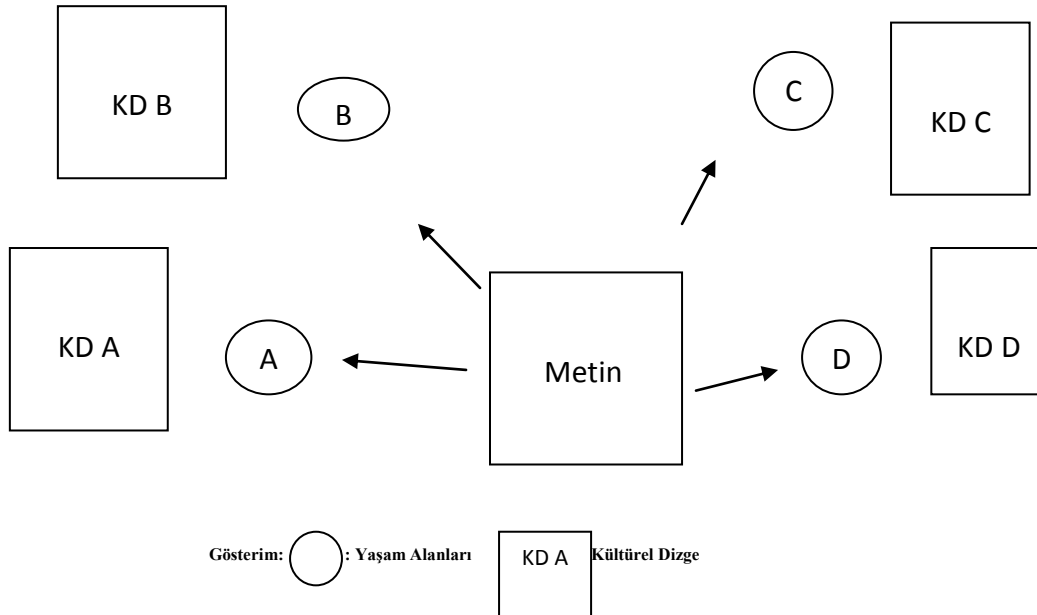 KD B
B
C
KD C
KD A
A
Metin
D
KD D
Gösterim: : Yaşam Alanları KD A Kültürel Dizge